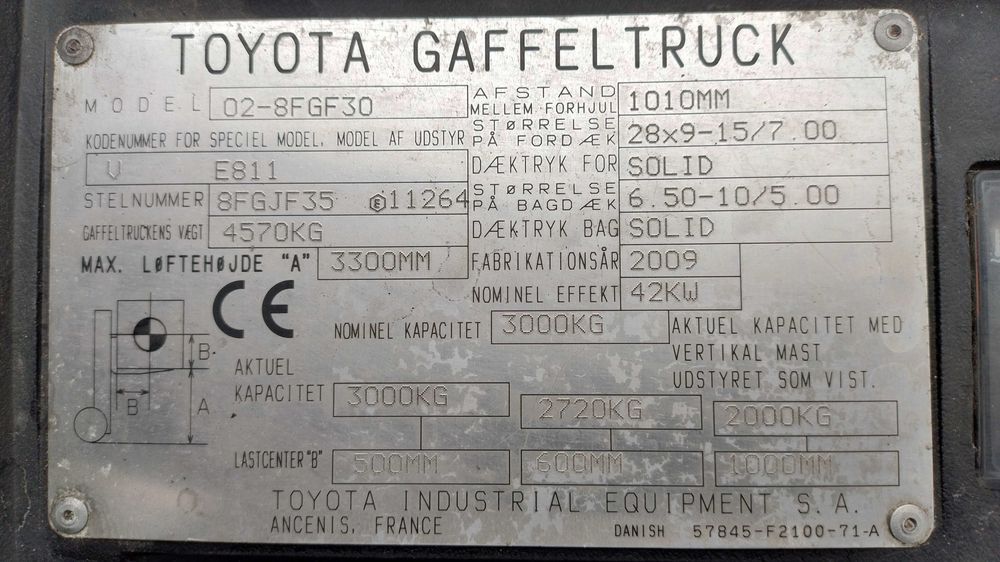 TOYOTA GAFFELTRUCK
MODEL 02-8FGF30
KODENUMMER FOR SPECIEL MODEL. MODEL AF UDSTYR
V E811
STELNUMMER 8FGJF35 Ⓔ11264
GAFFELTRUCKENS VÆGT 4570KG
MAX. LØFTEHØJDE "A" 3300MM
AFSTAND
MELLEM FORHJUL 1010MM
STØRRELSE
PÅ FORDÆK 28x9-15/7.00
DÆKTRYK FOR SOLID
STØRRELSE
PÅ BAGDÆK 6.50-10/5.00
DÆKTRYK BAG SOLID
FABRIKATIONSÅR 2009
NOMINEL EFFEKT 42KW
CE
NOMINEL KAPACITET 3000KG
AKTUEL KAPACITET MED
VERTIKAL MAST
UDSTYRET SOM VIST.
B
B
A
AKTUEL
KAPACITET 3000KG 2720KG 2000KG
LASTCENTER"B" 500MM 600MM 1000MM
TOYOTA INDUSTRIAL EQUIPMENT S.A.
ANCENIS, FRANCE
DANISH 57845-F2100-71-A